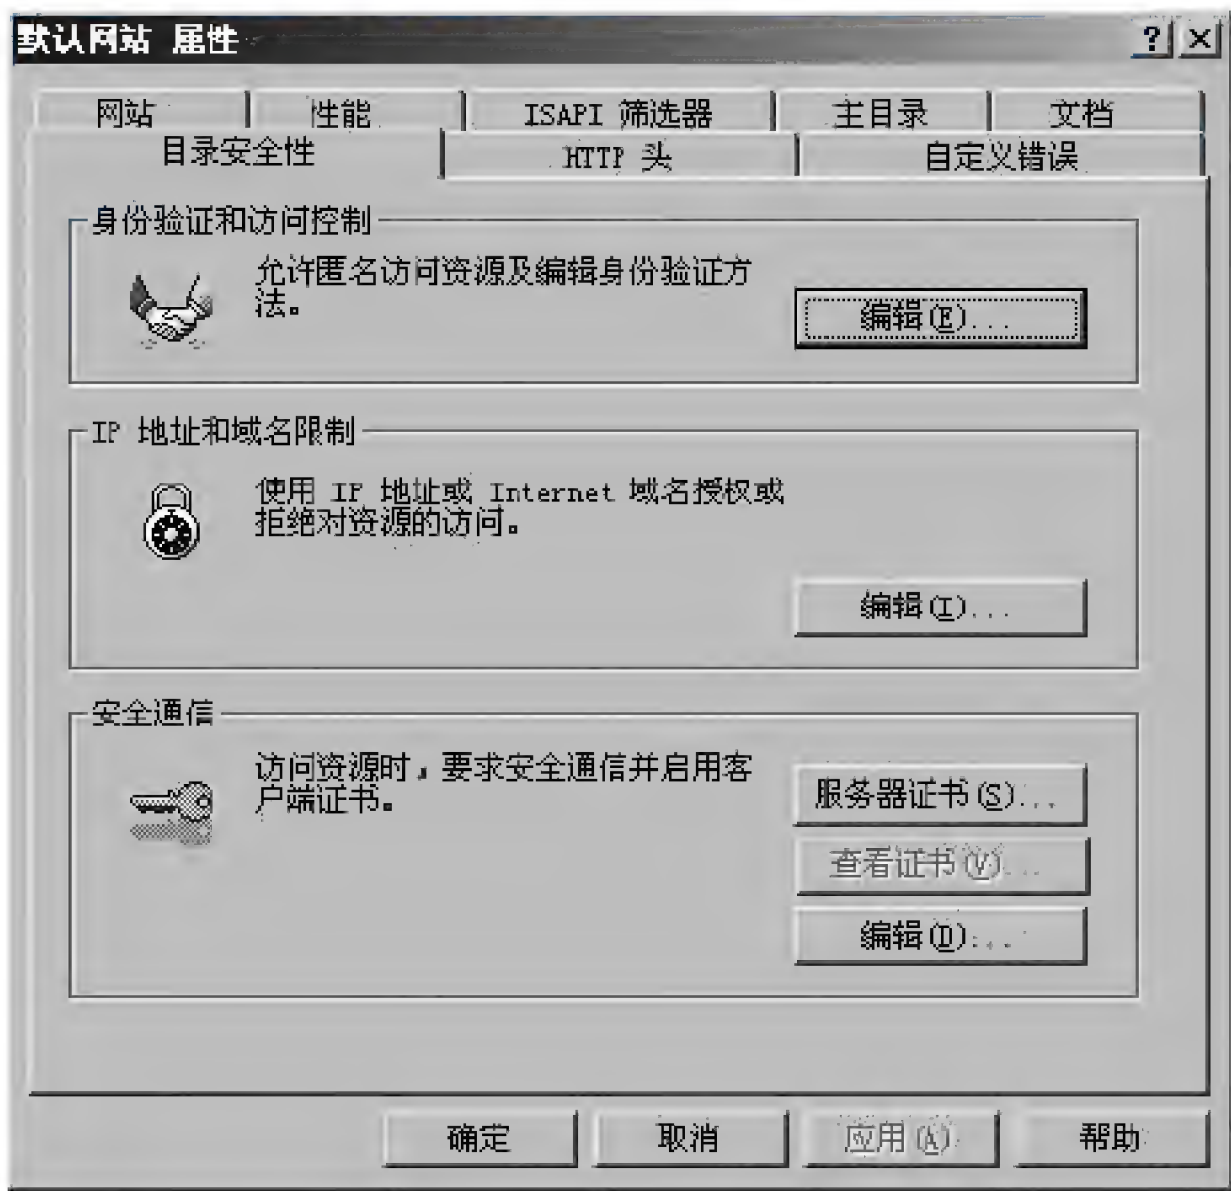 默认网站 属性
网站 性能 ISAPI 筛选器 主目录 文档
目录安全性 HTTP 头 自定义错误
身份验证和访问控制
允许匿名访问资源及编辑身份验证方
法。
编辑(E)...
IP 地址和域名限制
使用 IP 地址或 Internet 域名授权或
拒绝对资源的访问。
编辑(I)...
安全通信
访问资源时，要求安全通信并启用客
户端证书。
服务器证书(S)...
查看证书(V)...
编辑(D)...
确定 取消 应用(A) 帮助